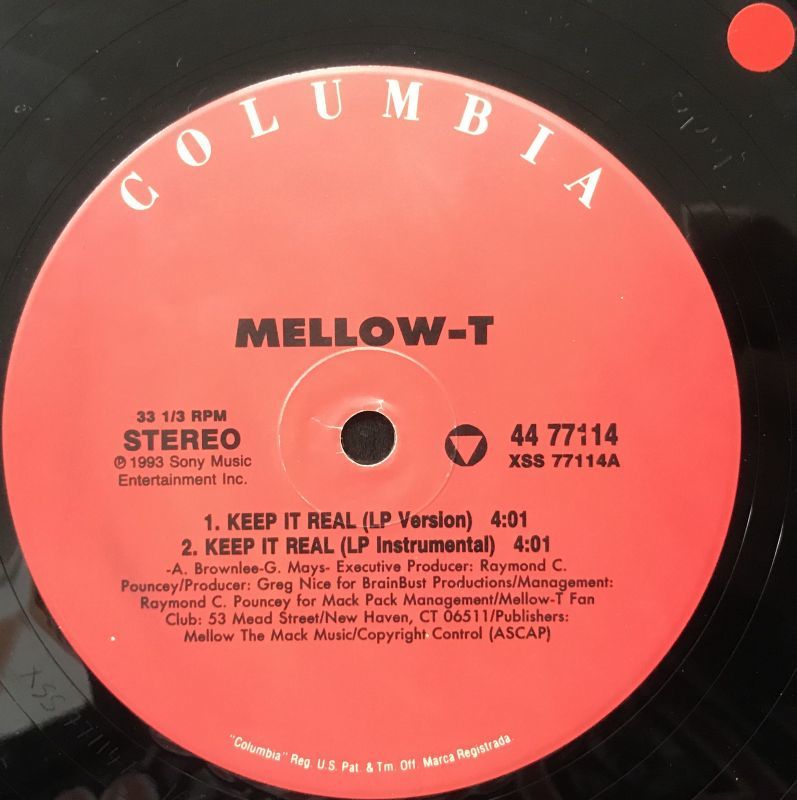 COLUMBIA
MELLOW-T
33 1/3 RPM
STEREO
℗ 1993 Sony Music
Entertainment Inc.
44 77114
XSS 77114A
1. KEEP IT REAL (LP Version) 4:01
2. KEEP IT REAL (LP Instrumental) 4:01
-A. Brownlee-G. Mays- Executive Producer: Raymond C.
Pouncey/Producer: Greg Nice for BrainBust Productions/Management:
Raymond C. Pouncey for Mack Pack Management/Mellow-T Fan
Club: 53 Mead Street/New Haven, CT 06511/Publishers:
Mellow The Mack Music/Copyright Control (ASCAP)
"Columbia" Reg. U.S. Pat. & Tm. Off. Marca Registrada.
XSS 77114